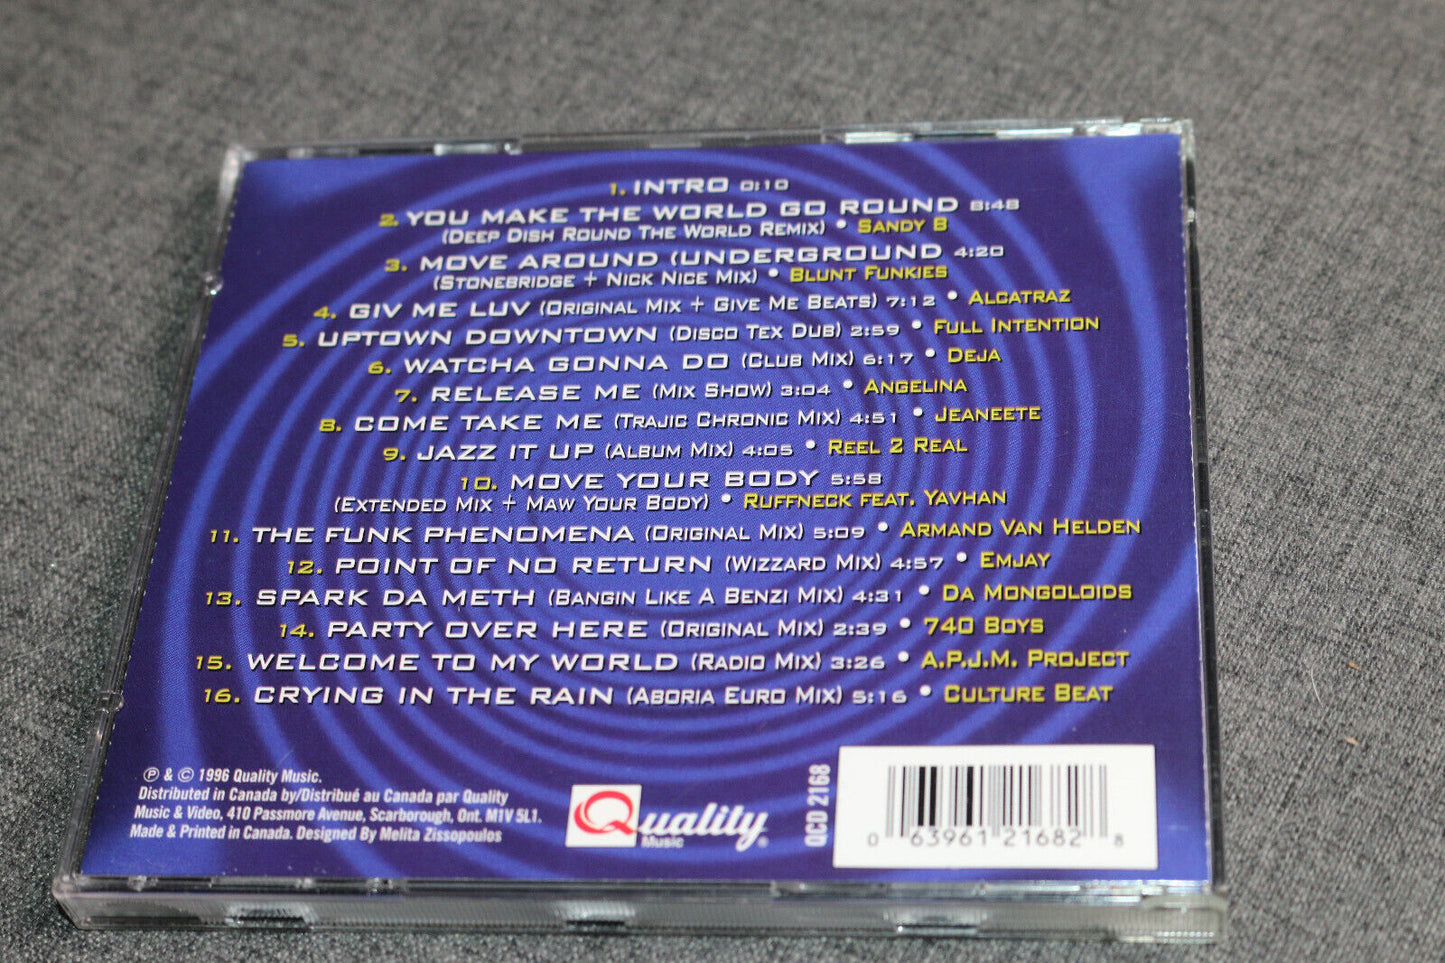 1. INTRO 0:10
2. YOU MAKE THE WORLD GO ROUND 8:48
(DEEP DISH ROUND THE WORLD REMIX) • SANDY B
3. MOVE AROUND (UNDERGROUND 4:20
(STONEBRIDGE + NICK NICE MIX) • BLUNT FUNKIES
4. GIV ME LUV (ORIGINAL MIX + GIVE ME BEATS) 7:12 • ALCATRAZ
5. UPTOWN DOWNTOWN (DISCO TEX DUB) 2:59 • FULL INTENTION
6. WATCHA GONNA DO (CLUB MIX) 6:17 • DEJA
7. RELEASE ME (MIX SHOW) 3:04 • ANGELINA
8. COME TAKE ME (TRAJIC CHRONIC MIX) 4:51 • JEANEETE
9. JAZZ IT UP (ALBUM MIX) 4:05 • REEL 2 REAL
10. MOVE YOUR BODY 5:58
(EXTENDED MIX + MAW YOUR BODY) • RUFFNECK FEAT. YAVHAN
11. THE FUNK PHENOMENA (ORIGINAL MIX) 5:09 • ARMAND VAN HELDEN
12. POINT OF NO RETURN (WIZZARD MIX) 4:57 • EMJAY
13. SPARK DA METH (BANGIN LIKE A BENZI MIX) 4:31 • DA MONGOLOIDS
14. PARTY OVER HERE (ORIGINAL MIX) 2:39 • 740 BOYS
15. WELCOME TO MY WORLD (RADIO MIX) 3:26 • A.P.J.M. PROJECT
16. CRYING IN THE RAIN (ABORIA EURO MIX) 5:16 • CULTURE BEAT
℗ & © 1996 Quality Music.
Distributed in Canada by/Distribué au Canada par Quality
Music & Video, 410 Passmore Avenue, Scarborough, Ont. M1V 5L1.
Made & Printed in Canada. Designed By Melita Zissopoulos
Quality®
Music
QCD 2168
0 63961 21682 8